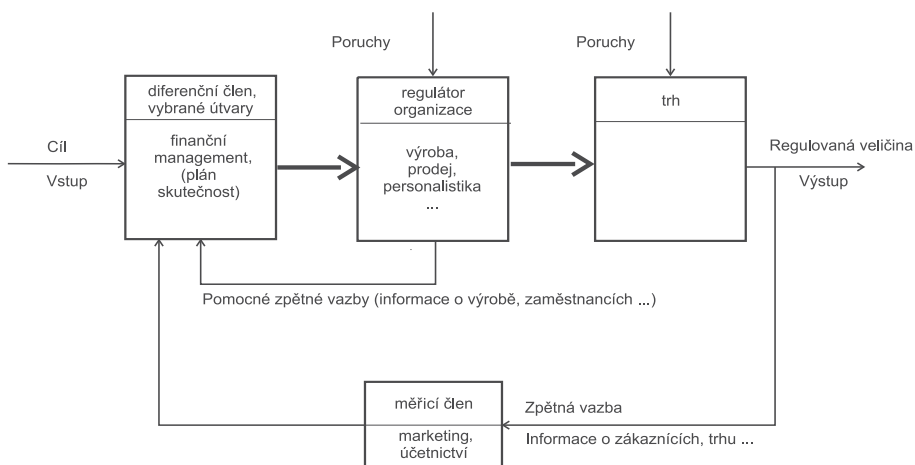 Poruchy
Poruchy
diferenční člen,
vybrané útvary
finanční
management,
(plán
skutečnost)
regulátor
organizace
výroba,
prodej,
personalistika
...
trh
Cíl
Vstup
Regulovaná veličina
Výstup
Pomocné zpětné vazby (informace o výrobě, zaměstnancích ...)
měřicí člen
marketing,
účetnictví
Zpětná vazba
Informace o zákaznících, trhu ...